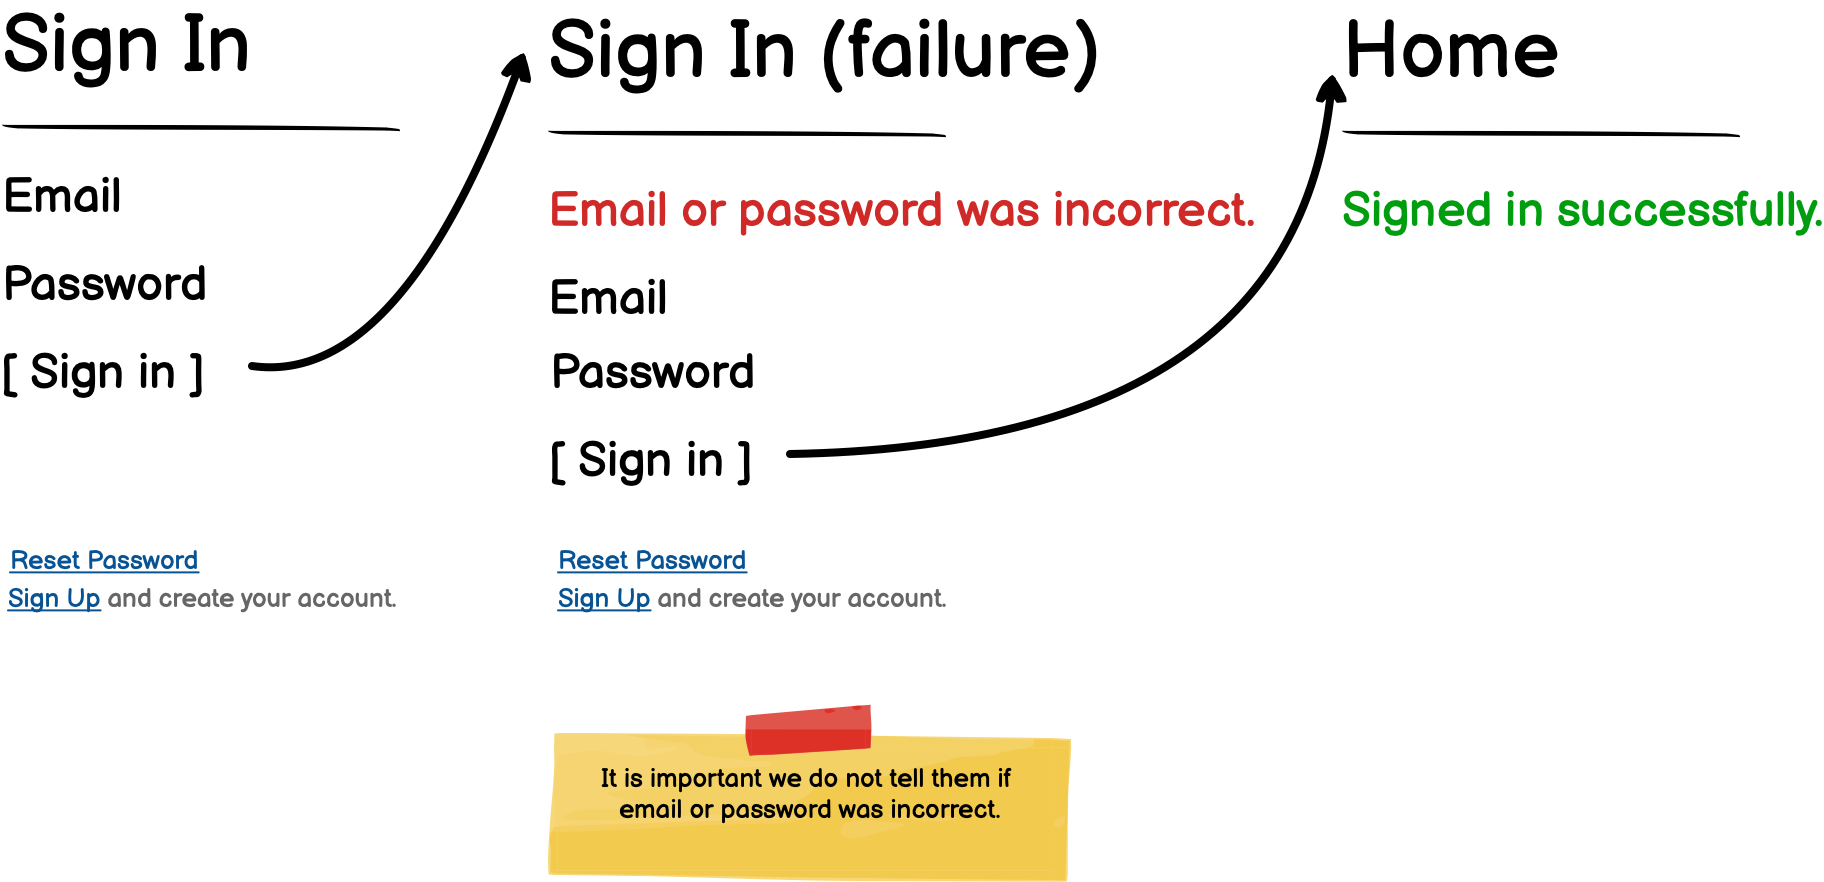 Sign In
Email
Password
[ Sign in ]
Reset Password
Sign Up and create your account.
Sign In (failure)
Email or password was incorrect.
Email
Password
[ Sign in ]
Reset Password
Sign Up and create your account.
It is important we do not tell them if
email or password was incorrect.
Home
Signed in successfully.